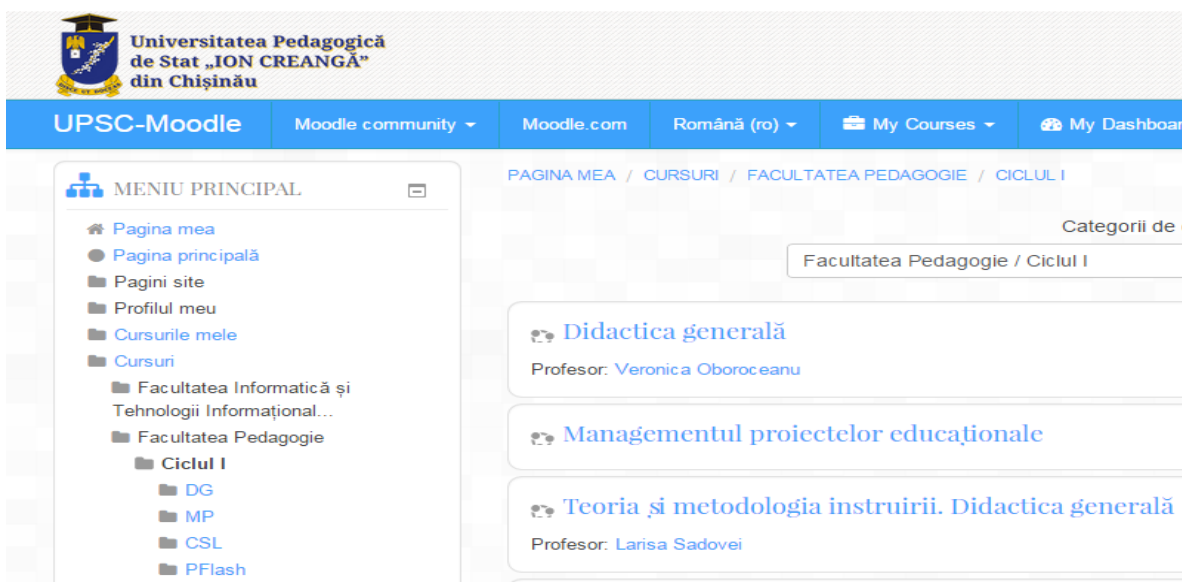 Universitatea Pedagogică
de Stat „ION CREANGĂ”
din Chișinău
UPSC-Moodle
Moodle community
Moodle.com
Română (ro)
My Courses
My Dashboar
MENIU PRINCIPAL
Pagina mea
Pagina principală
Pagini site
Profilul meu
Cursurile mele
Cursuri
Facultatea Informatică și
Tehnologii Informațional...
Facultatea Pedagogie
Ciclul I
DG
MP
CSL
PFlash
PAGINA MEA / CURSURI / FACULTATEA PEDAGOGIE / CICLUL I
Categorii de
Facultatea Pedagogie / Ciclul I
Didactica generală
Profesor: Veronica Oboroceanu
Managementul proiectelor educaționale
Teoria și metodologia instruirii. Didactica generală
Profesor: Larisa Sadovei